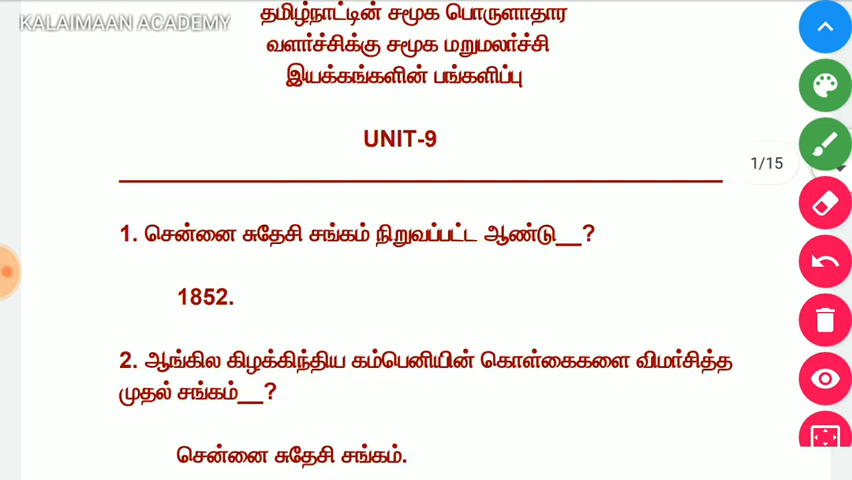 KALAIMAAN ACADEMY
தமிழ்நாட்டின் சமூக பொருளாதார
வளர்ச்சிக்கு சமூக மறுமலர்ச்சி
இயக்கங்களின் பங்களிப்பு
UNIT-9
1/15
1. சென்னை சுதேசி சங்கம் நிறுவப்பட்ட ஆண்டு__?
1852.
2. ஆங்கில கிழக்கிந்திய கம்பெனியின் கொள்கைகளை விமர்சித்த
முதல் சங்கம்__?
சென்னை சுதேசி சங்கம்.